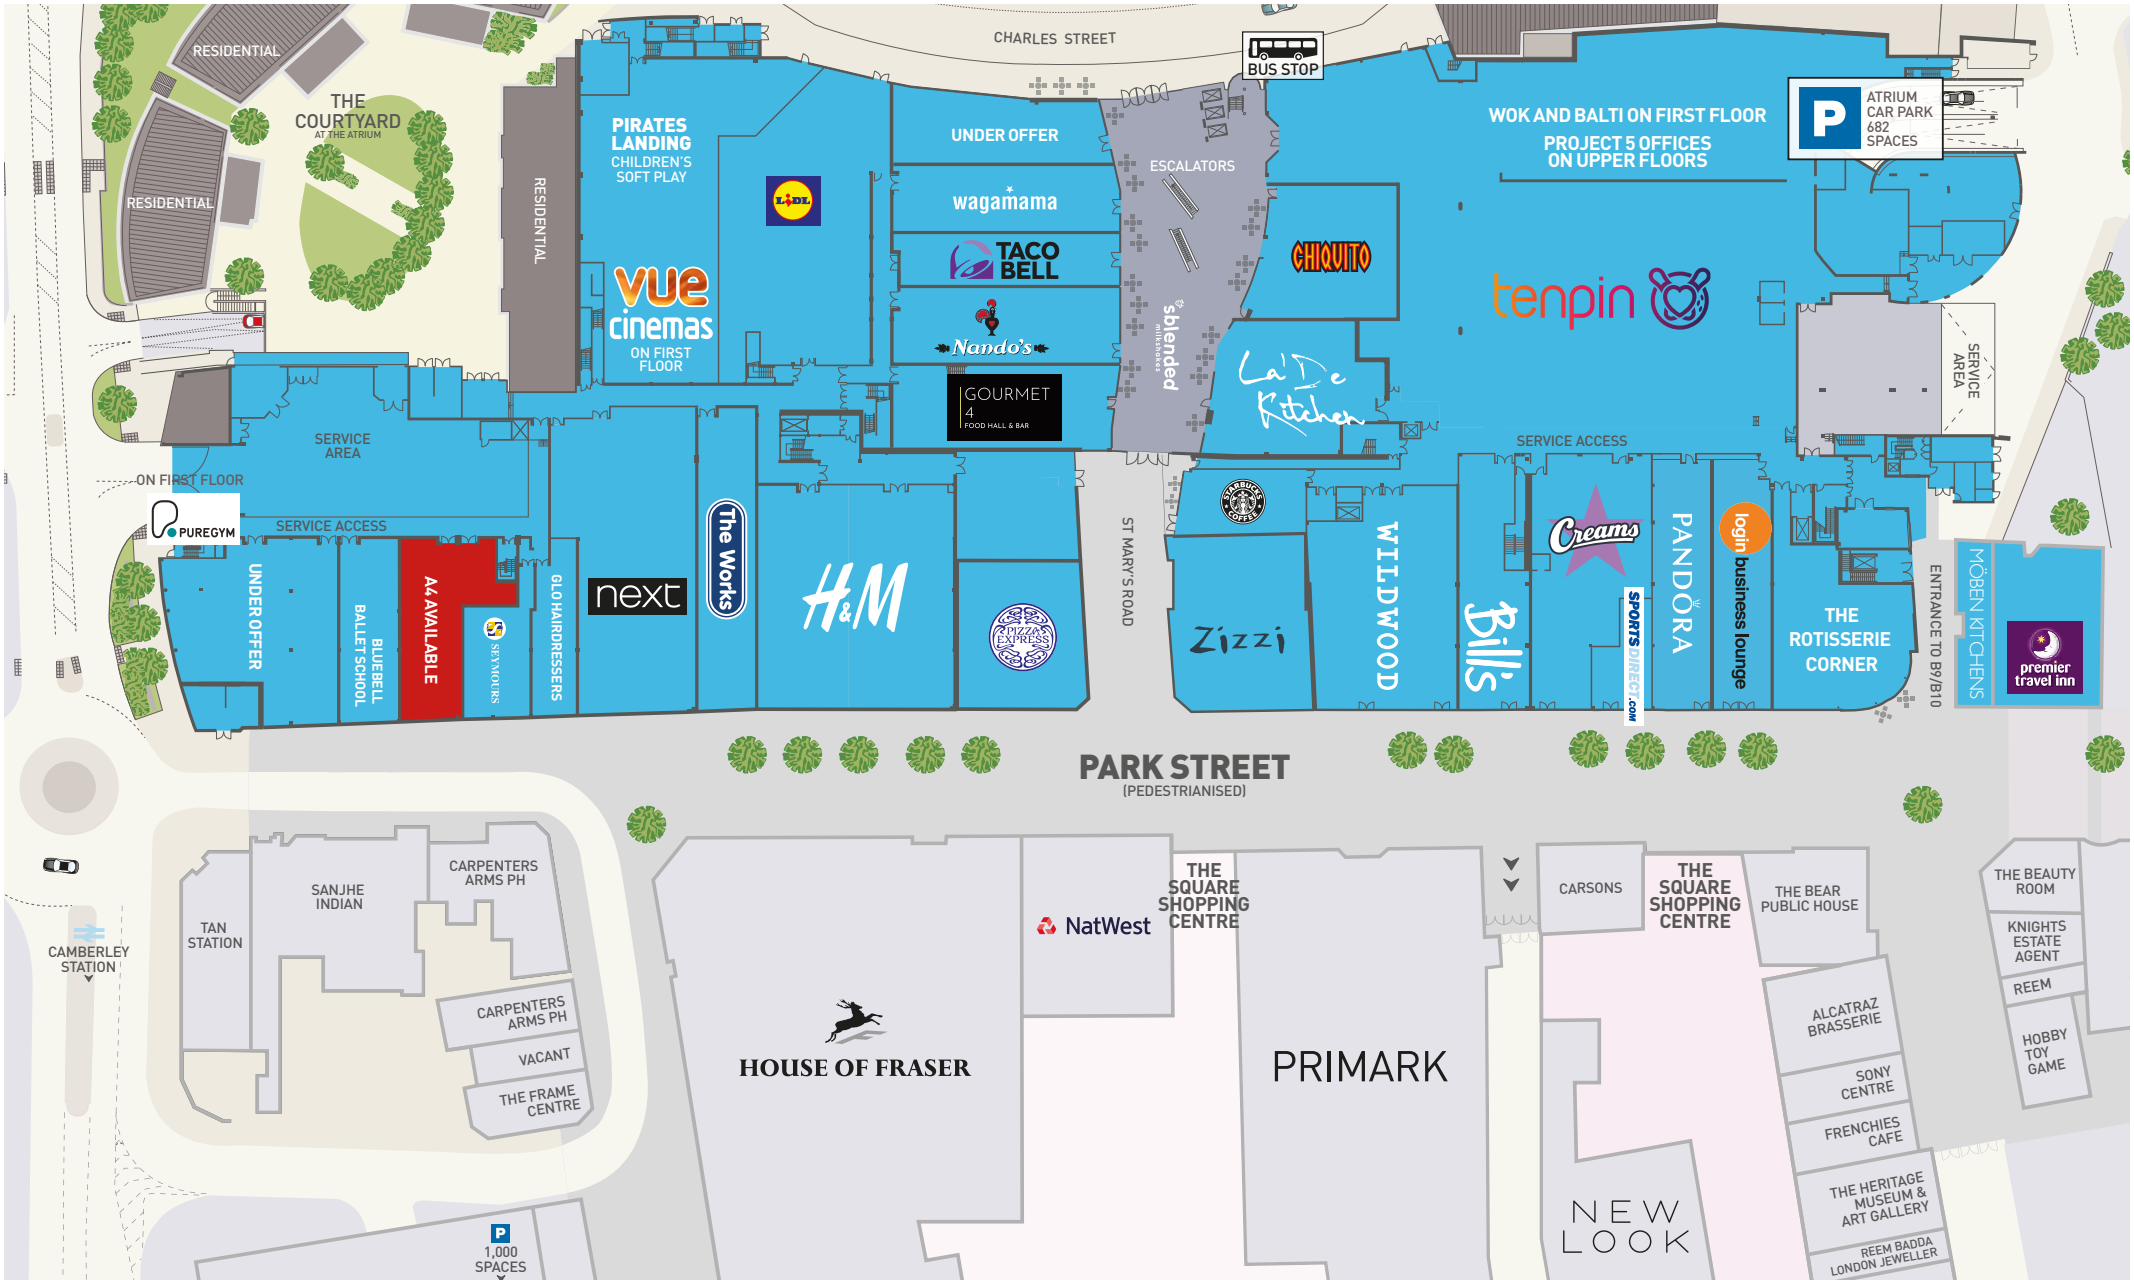 CHARLES STREET
BUS STOP
RESIDENTIAL
THE
COURTYARD
AT THE ATRIUM
RESIDENTIAL
RESIDENTIAL
PIRATES
LANDING
CHILDREN'S
SOFT PLAY
LIDL
vue
cinemas
ON FIRST
FLOOR
UNDER OFFER
wagamama
TACO
BELL
Nando's
GOURMET
4
FOOD HALL & BAR
ESCALATORS
sblended
milkshakes
CHIQUITO
La'De
Kitchen
WOK AND BALTI ON FIRST FLOOR
PROJECT 5 OFFICES
ON UPPER FLOORS
P
ATRIUM
CAR PARK
682
SPACES
tenpin
SERVICE
AREA
SERVICE
AREA
SERVICE ACCESS
ON FIRST FLOOR
PUREGYM
SERVICE ACCESS
UNDER OFFER
BLUEBELL
BALLET SCHOOL
A4 AVAILABLE
SEYMOURS
GLO HAIRDRESSERS
next
The Works
H&M
PIZZA
EXPRESS
ST MARY'S ROAD
STARBUCKS
COFFEE
Zizzi
WILDWOOD
Bill's
Creams
SPORTSDIRECT.COM
PANDORA
login business lounge
THE
ROTISSERIE
CORNER
ENTRANCE TO B9/B10
MÖBEN KITCHENS
premier
travel inn
PARK STREET
(PEDESTRIANISED)
TAN
STATION
SANJHE
INDIAN
CARPENTERS
ARMS PH
CARPENTERS
ARMS PH
VACANT
THE FRAME
CENTRE
CAMBERLEY
STATION
P
1,000
SPACES
HOUSE OF FRASER
NatWest
THE
SQUARE
SHOPPING
CENTRE
PRIMARK
CARSONS
THE
SQUARE
SHOPPING
CENTRE
THE BEAR
PUBLIC HOUSE
NEW
LOOK
ALCATRAZ
BRASSERIE
SONY
CENTRE
FRENCHIES
CAFE
THE HERITAGE
MUSEUM &
ART GALLERY
REEM BADDA
LONDON JEWELLER
THE BEAUTY
ROOM
KNIGHTS
ESTATE
AGENT
REEM
HOBBY
TOY
GAME